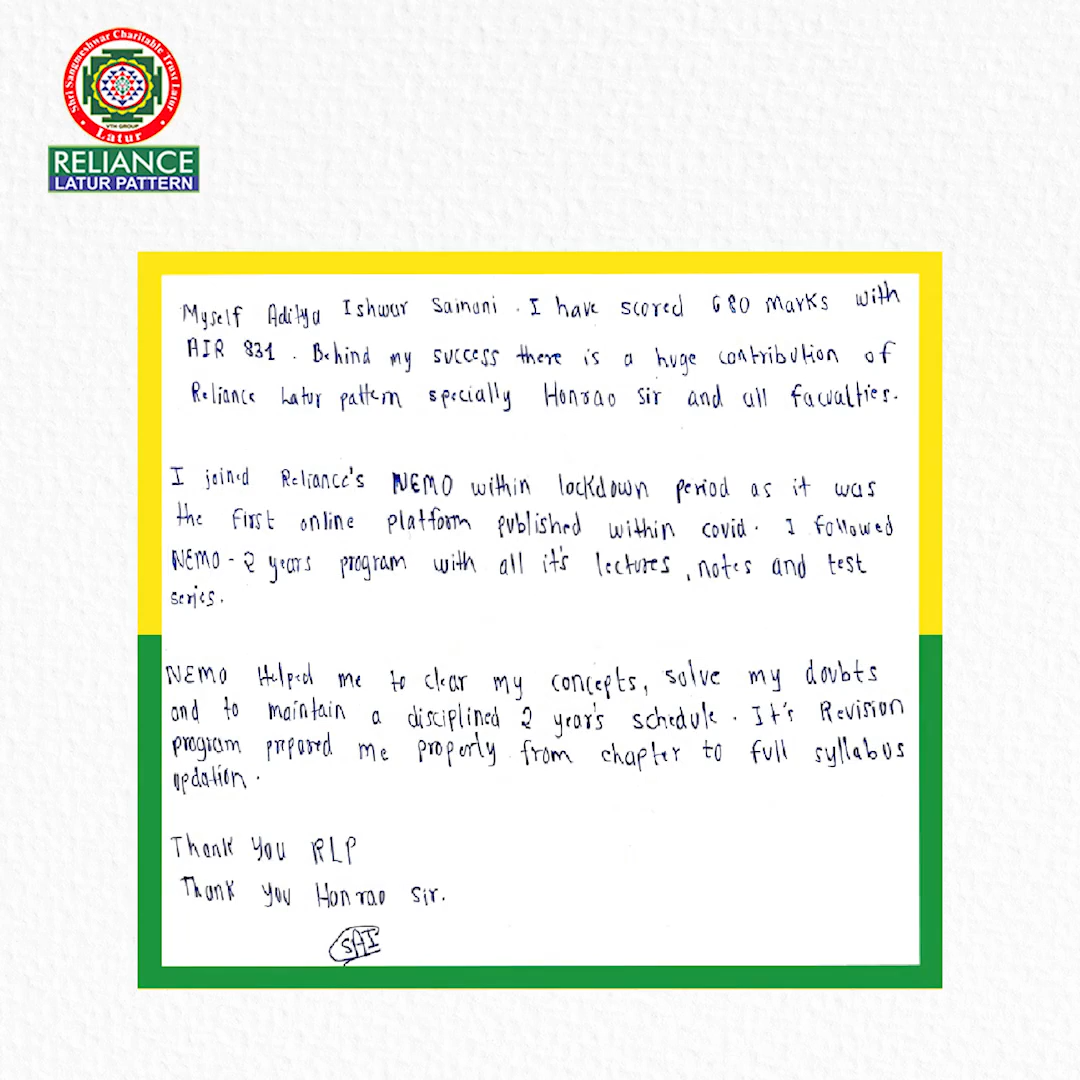 Shri Sangmeshwar Charitable Trust Latur
VTH GROUP
Latur
RELIANCE
LATUR PATTERN
Myself Aditya Ishwar Sainani . I have scored 680 Marks with
AIR 831 . Behind my success there is a huge contribution of
Reliance Latur pattern specially Honrao Sir and all facualties.
I joined Reliance's NEMO within lockdown period as it was
the First online platform published within covid. I followed
NEMO - 2 years program with all it's lectures, notes and test
series.
NEMO Helped me to clear my concepts, solve my doubts
and to maintain a disciplined 2 year's schedule. It's Revision
program prepared me properly from chapter to full syllabus
updation.
Thank You RLP
Thank you Honrao Sir.
SAI